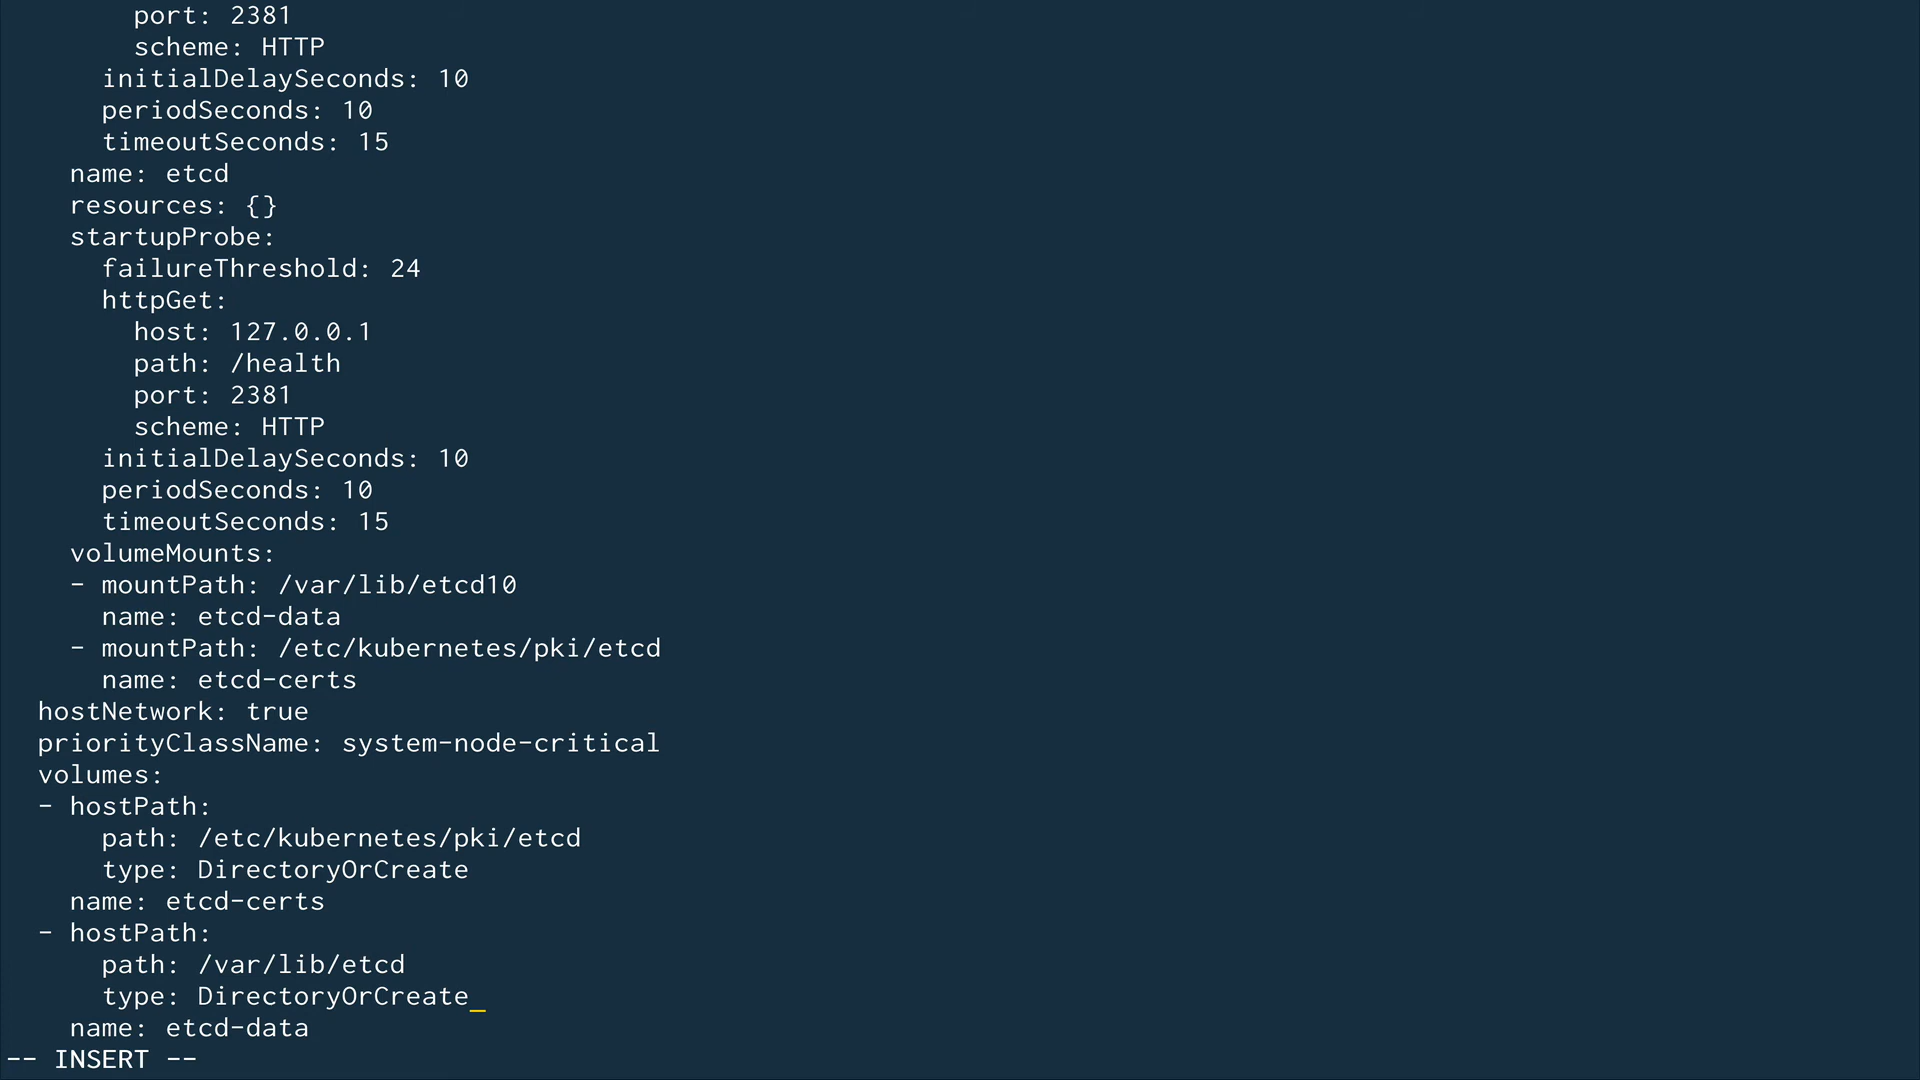 port: 2381
scheme: HTTP
initialDelaySeconds: 10
periodSeconds: 10
timeoutSeconds: 15
name: etcd
resources: {}
startupProbe:
failureThreshold: 24
httpGet:
host: 127.0.0.1
path: /health
port: 2381
scheme: HTTP
initialDelaySeconds: 10
periodSeconds: 10
timeoutSeconds: 15
volumeMounts:
- mountPath: /var/lib/etcd10
name: etcd-data
- mountPath: /etc/kubernetes/pki/etcd
name: etcd-certs
hostNetwork: true
priorityClassName: system-node-critical
volumes:
- hostPath:
path: /etc/kubernetes/pki/etcd
type: DirectoryOrCreate
name: etcd-certs
- hostPath:
path: /var/lib/etcd
type: DirectoryOrCreate
name: etcd-data
-- INSERT --